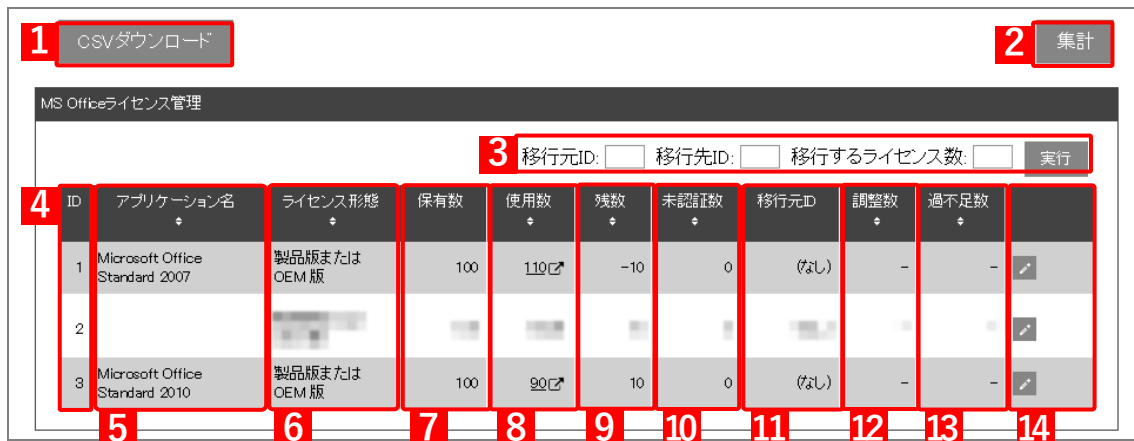 1 CSVダウンロード 2 集計
MS Officeライセンス管理
3 移行元ID: 移行先ID: 移行するライセンス数: 実行
4 ID アプリケーション名 ライセンス形態 保有数 使用数 残数 未認証数 移行元ID 調整数 過不足数
1 Microsoft Office 製品版または 100 110 -10 0 (なし) - -
Standard 2007 OEM 版
2
3 Microsoft Office 製品版または 100 90 10 0 (なし) - -
Standard 2010 OEM 版
5 6 7 8 9 10 11 12 13 14